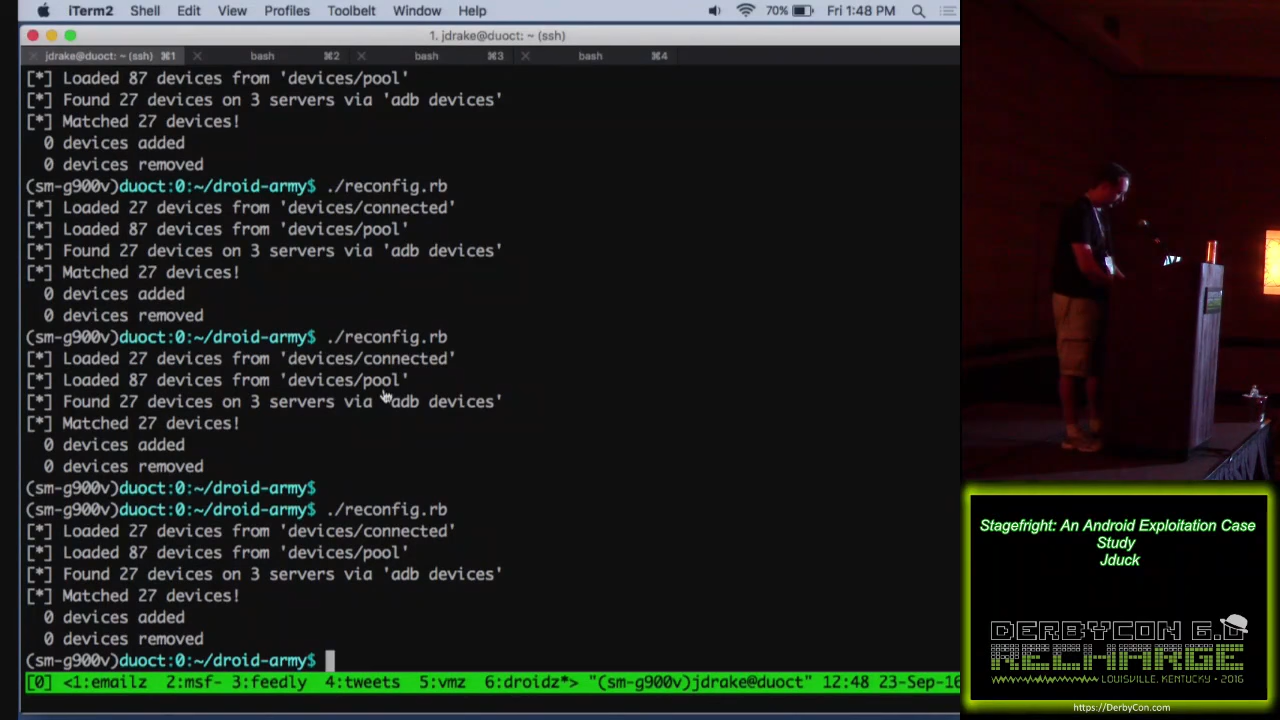 iTerm2 Shell Edit View Profiles Toolbelt Window Help 70% Fri 1:48 PM
1. jdrake@duoct: ~ (ssh)
jdrake@duoct: ~ (ssh) ⌘1 bash ⌘2 bash ⌘3 bash ⌘4
[*] Loaded 87 devices from 'devices/pool'
[*] Found 27 devices on 3 servers via 'adb devices'
[*] Matched 27 devices!
0 devices added
0 devices removed
(sm-g900v)duoct:0:~/droid-army$ ./reconfig.rb
[*] Loaded 27 devices from 'devices/connected'
[*] Loaded 87 devices from 'devices/pool'
[*] Found 27 devices on 3 servers via 'adb devices'
[*] Matched 27 devices!
0 devices added
0 devices removed
(sm-g900v)duoct:0:~/droid-army$ ./reconfig.rb
[*] Loaded 27 devices from 'devices/connected'
[*] Loaded 87 devices from 'devices/pool'
[*] Found 27 devices on 3 servers via 'adb devices'
[*] Matched 27 devices!
0 devices added
0 devices removed
(sm-g900v)duoct:0:~/droid-army$
(sm-g900v)duoct:0:~/droid-army$ ./reconfig.rb
[*] Loaded 27 devices from 'devices/connected'
[*] Loaded 87 devices from 'devices/pool'
[*] Found 27 devices on 3 servers via 'adb devices'
[*] Matched 27 devices!
0 devices added
0 devices removed
(sm-g900v)duoct:0:~/droid-army$
[0] <1:emailz 2:msf- 3:feedly 4:tweets 5:vmz 6:droidz*> "(sm-g900v)jdrake@duoct" 12:48 23-Sep-16
Stagefright: An Android Exploitation Case
Study
Jduck
DERBYCON 6.0
RECHARGE
LOUISVILLE, KENTUCKY • 2016
https://DerbyCon.com